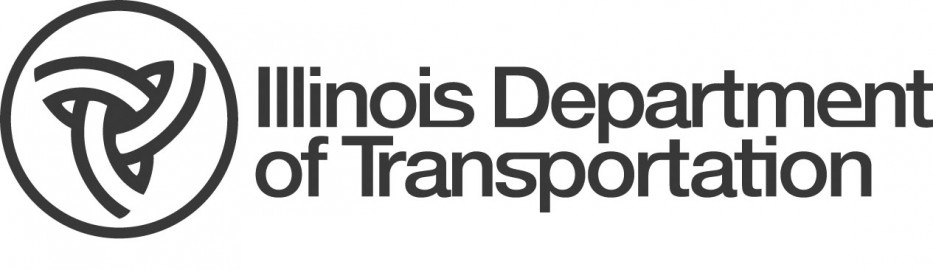 Illinois Department
of Transportation